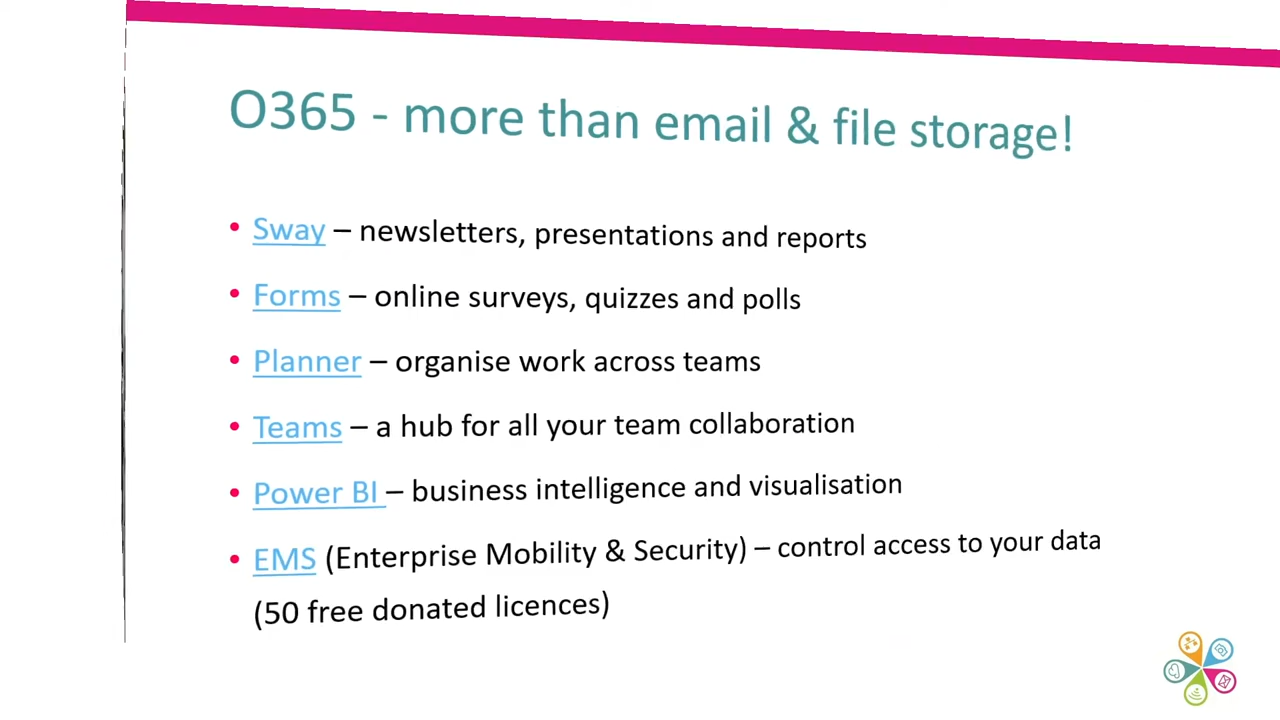 O365 - more than email & file storage!
• Sway – newsletters, presentations and reports
• Forms – online surveys, quizzes and polls
• Planner – organise work across teams
• Teams – a hub for all your team collaboration
• Power BI – business intelligence and visualisation
• EMS (Enterprise Mobility & Security) – control access to your data
(50 free donated licences)